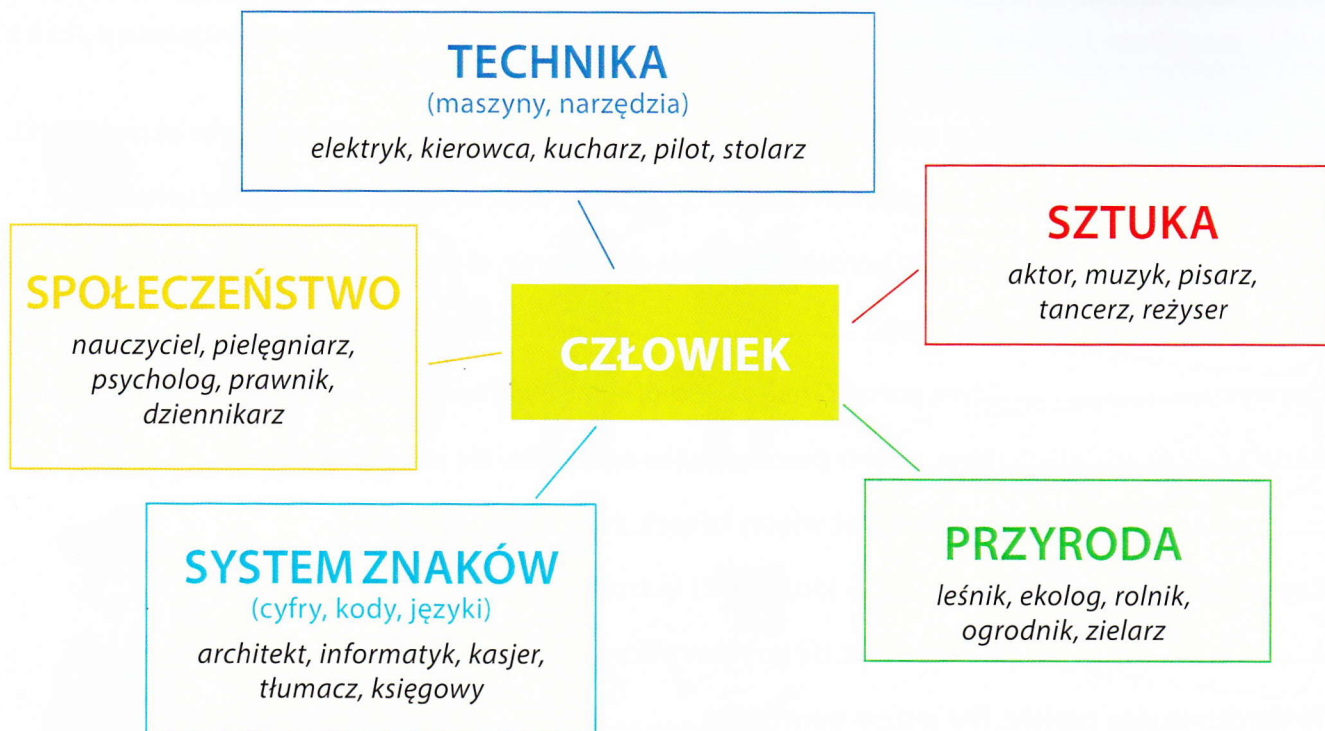 TECHNIKA
(maszyny, narzędzia)
elektryk, kierowca, kucharz, pilot, stolarz
SZTUKA
aktor, muzyk, pisarz,
tancerz, reżyser
SPOŁECZEŃSTWO
nauczyciel, pielęgniarz,
psycholog, prawnik,
dziennikarz
CZŁOWIEK
SYSTEM ZNAKÓW
(cyfry, kody, języki)
architekt, informatyk, kasjer,
tłumacz, księgowy
PRZYRODA
leśnik, ekolog, rolnik,
ogrodnik, zielarz